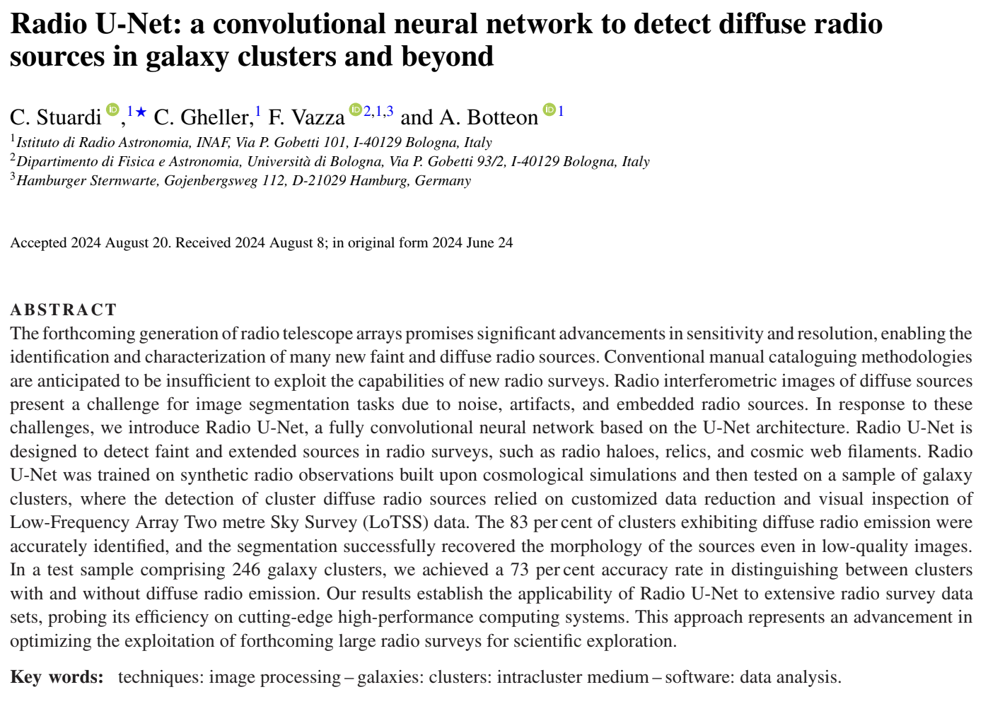 Radio U-Net: a convolutional neural network to detect diffuse radio
sources in galaxy clusters and beyond
C. Stuardi iD,1★ C. Gheller,1 F. Vazza iD2,1,3 and A. Botteon iD1
1Istituto di Radio Astronomia, INAF, Via P. Gobetti 101, I-40129 Bologna, Italy
2Dipartimento di Fisica e Astronomia, Università di Bologna, Via P. Gobetti 93/2, I-40129 Bologna, Italy
3Hamburger Sternwarte, Gojenbergsweg 112, D-21029 Hamburg, Germany
Accepted 2024 August 20. Received 2024 August 8; in original form 2024 June 24
ABSTRACT
The forthcoming generation of radio telescope arrays promises significant advancements in sensitivity and resolution, enabling the
identification and characterization of many new faint and diffuse radio sources. Conventional manual cataloguing methodologies
are anticipated to be insufficient to exploit the capabilities of new radio surveys. Radio interferometric images of diffuse sources
present a challenge for image segmentation tasks due to noise, artifacts, and embedded radio sources. In response to these
challenges, we introduce Radio U-Net, a fully convolutional neural network based on the U-Net architecture. Radio U-Net is
designed to detect faint and extended sources in radio surveys, such as radio haloes, relics, and cosmic web filaments. Radio
U-Net was trained on synthetic radio observations built upon cosmological simulations and then tested on a sample of galaxy
clusters, where the detection of cluster diffuse radio sources relied on customized data reduction and visual inspection of
Low-Frequency Array Two metre Sky Survey (LoTSS) data. The 83 per cent of clusters exhibiting diffuse radio emission were
accurately identified, and the segmentation successfully recovered the morphology of the sources even in low-quality images.
In a test sample comprising 246 galaxy clusters, we achieved a 73 per cent accuracy rate in distinguishing between clusters
with and without diffuse radio emission. Our results establish the applicability of Radio U-Net to extensive radio survey data
sets, probing its efficiency on cutting-edge high-performance computing systems. This approach represents an advancement in
optimizing the exploitation of forthcoming large radio surveys for scientific exploration.
Key words: techniques: image processing – galaxies: clusters: intracluster medium – software: data analysis.